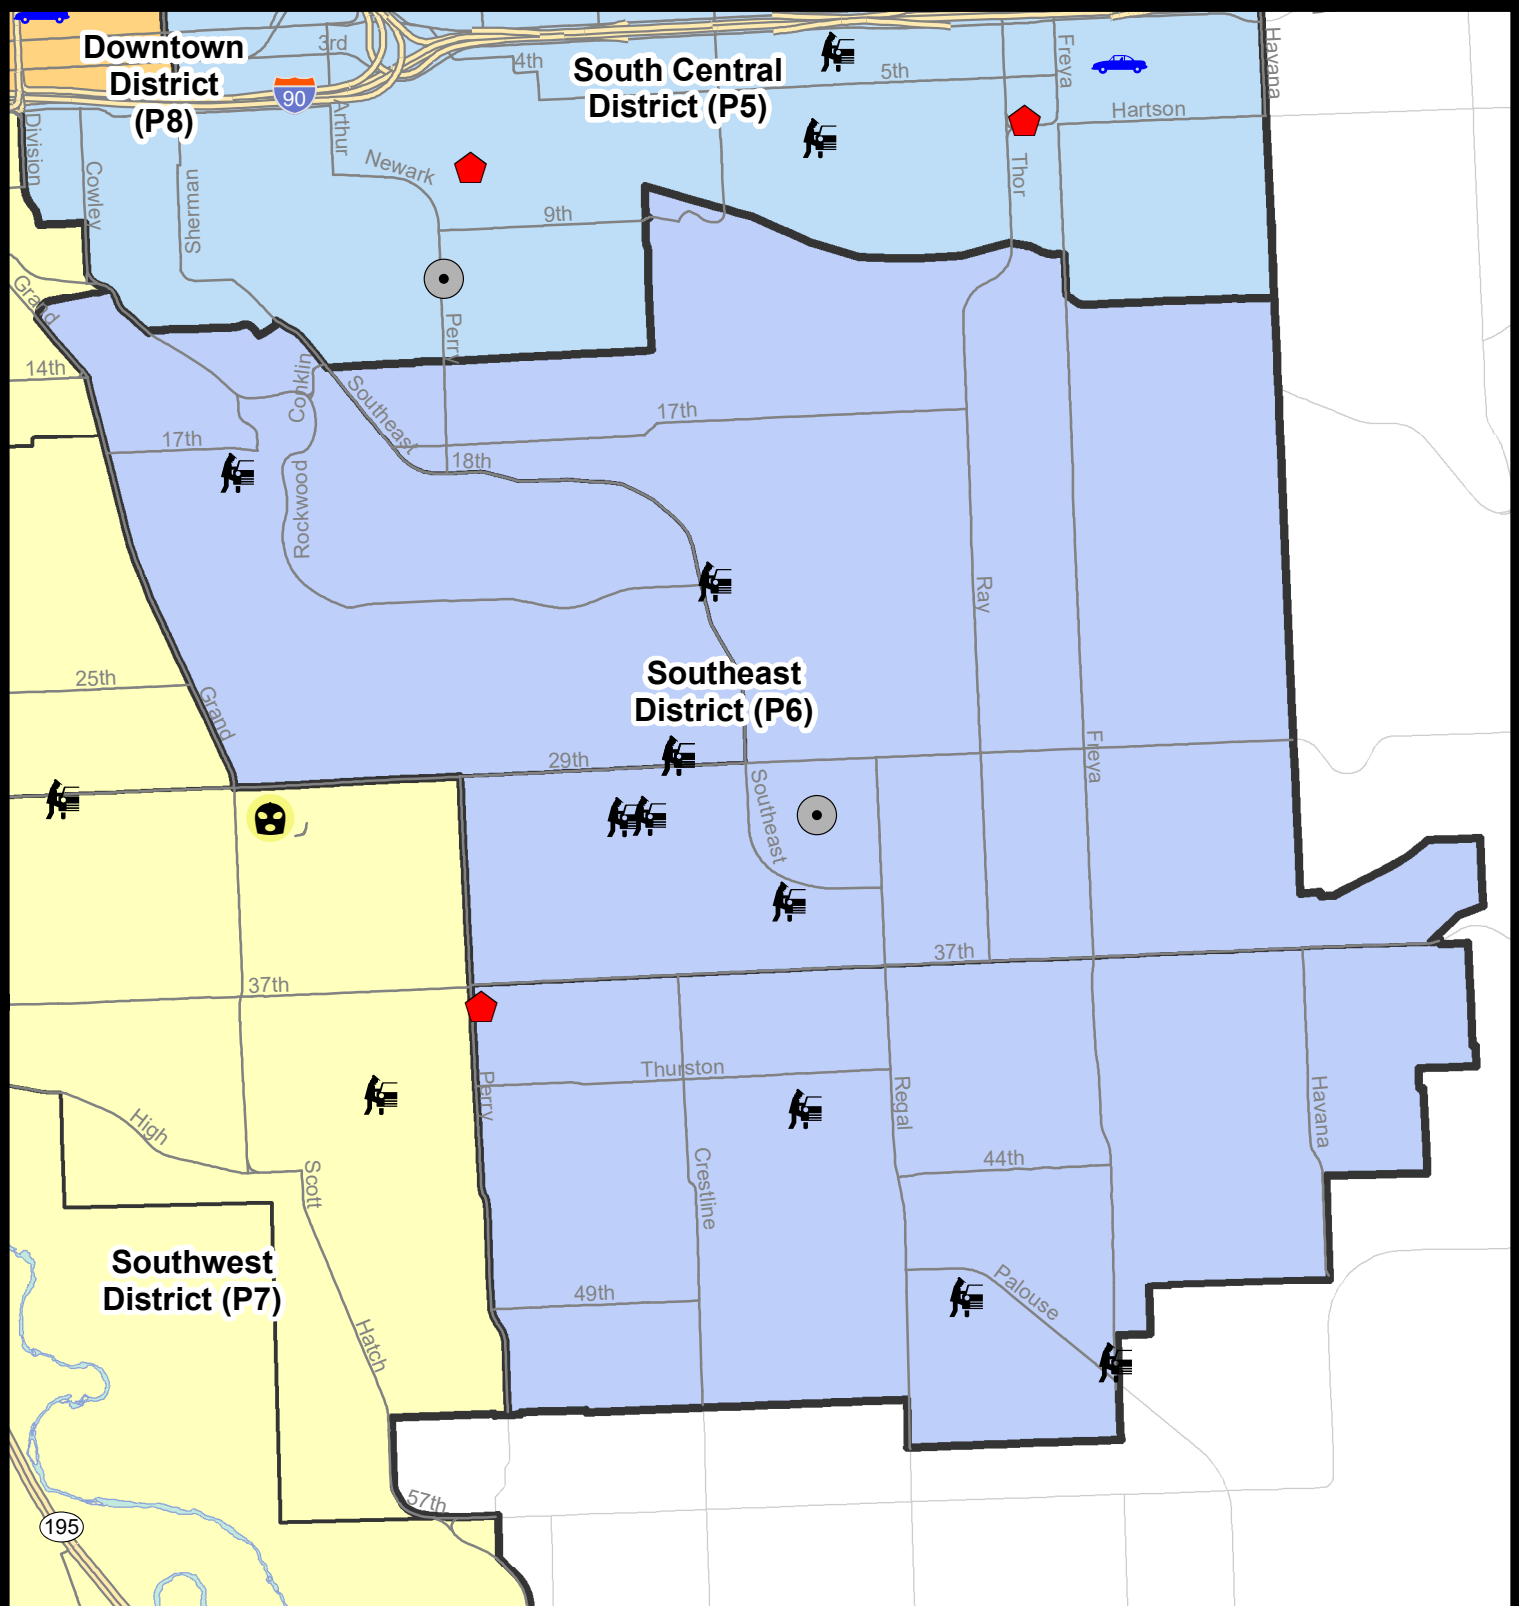 Downtown
District
(P8)
3rd
4th
South Central
District (P5)
5th
Freya
Havana
90
Hartson
Division
Arthur
Cowley
Newark
Sherman
Thor
9th
Grand
Perry
14th
Conklin
Southeast
17th
17th
18th
Rockwood
Ray
25th
Grand
Southeast
District (P6)
29th
Freya
Southeast
37th
37th
Thurston
Perry
Regal
Havana
High
Scott
Crestline
44th
Southwest
District (P7)
49th
Palouse
Hatch
57th
195